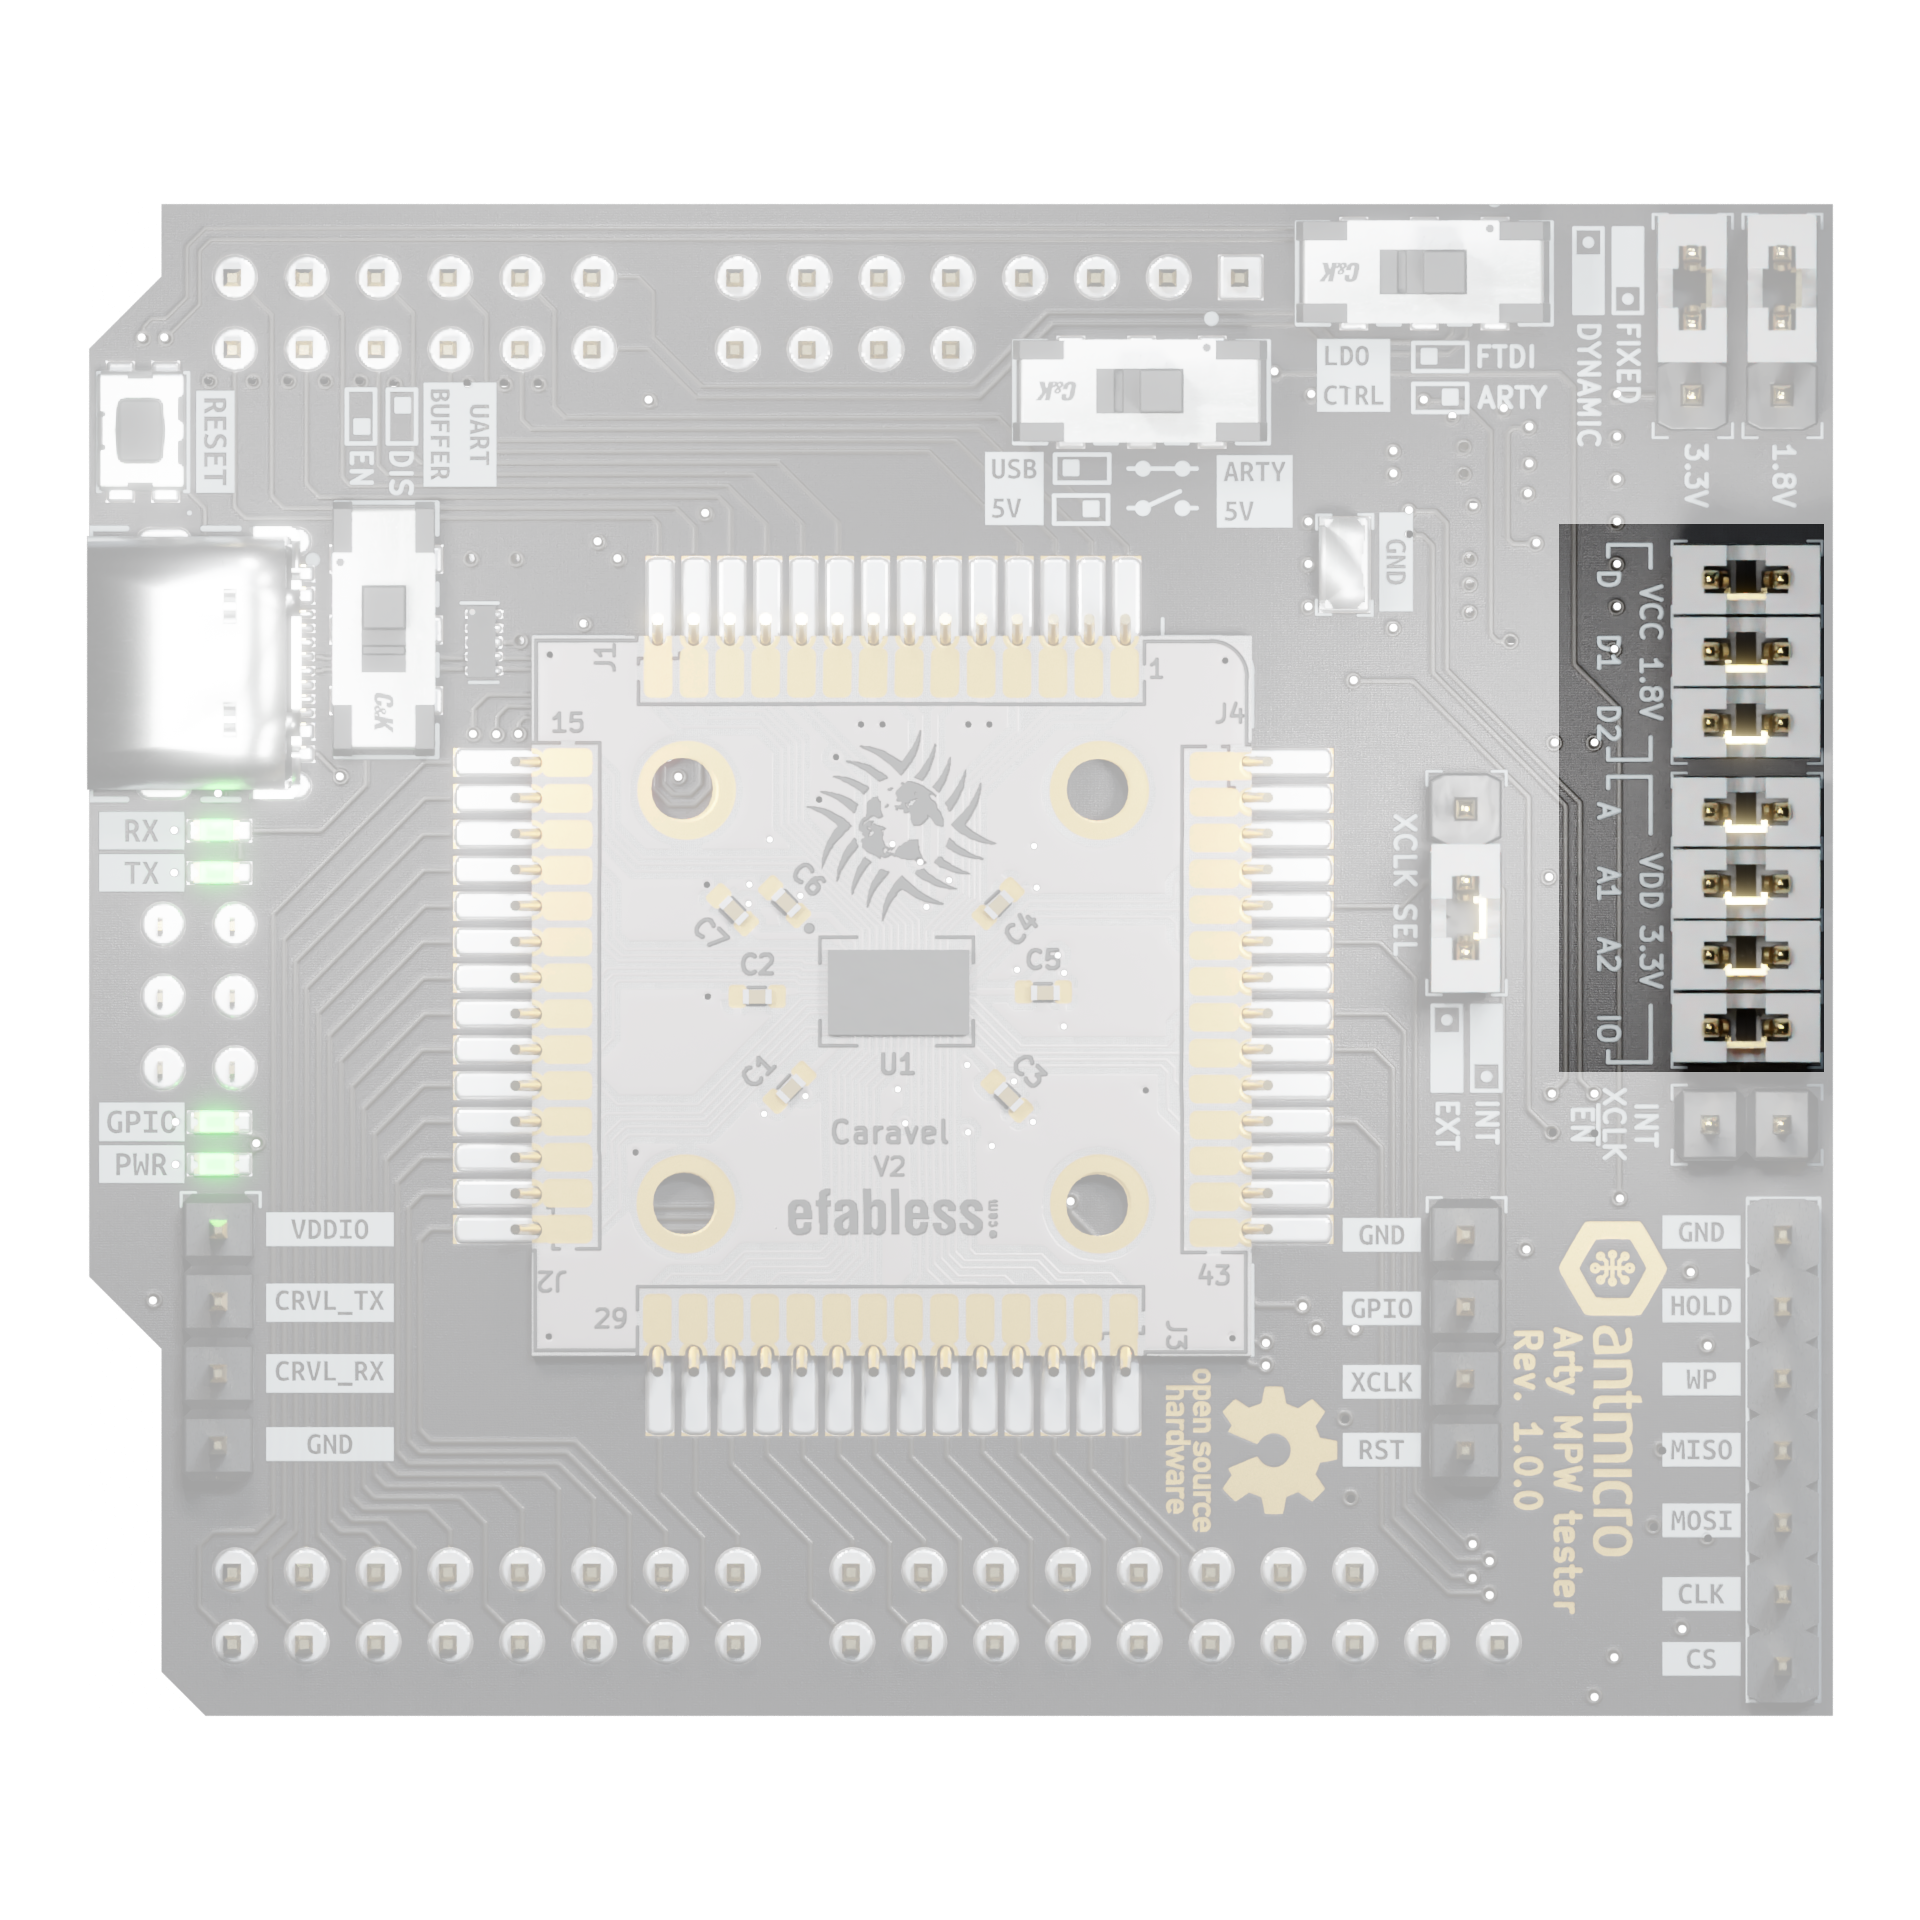 C&K
LDO
CTRL
FTDI
ARTY
DYNAMIC
FIXED
3.3V
1.8V
C&K
USB
5V
ARTY
5V
RESET
EN
DIS
UART
BUFFER
GND
C&K
J1
1
15
J4
D
D1
D2
VCC 1.8V
A
A1
A2
IO
VDD 3.3V
RX
TX
XCLK SEL
C7
C6
C4
C2
C5
C1
U1
C3
EXT
INT
INT
XCLK
EN
GPIO
PWR
Caravel
V2
efabless.com
VDDIO
CRVL_TX
CRVL_RX
GND
J2
29
43
J3
GND
GPIO
XCLK
RST
open source
hardware
antmicro
Arty MPW tester
Rev. 1.0.0
GND
HOLD
WP
MISO
MOSI
CLK
CS